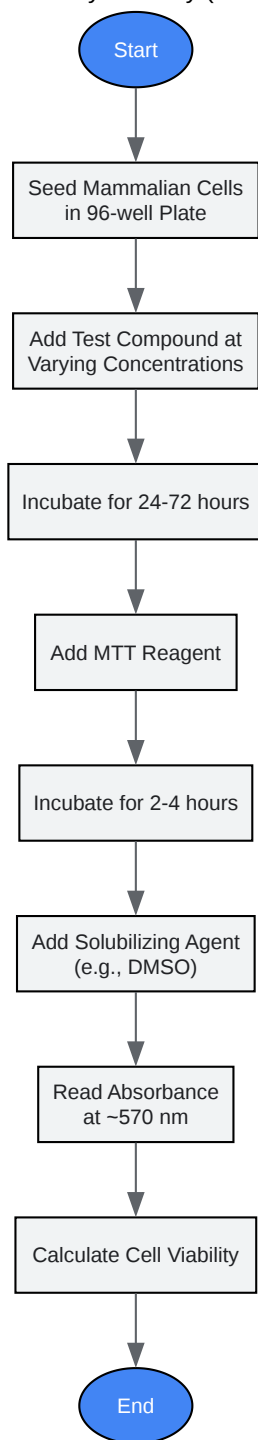 Start
Seed Mammalian Cells
in 96-well Plate
Add Test Compound at
Varying Concentrations
Incubate for 24-72 hours
Add MTT Reagent
Incubate for 2-4 hours
Add Solubilizing Agent
(e.g., DMSO)
Read Absorbance
at ~570 nm
Calculate Cell Viability
End